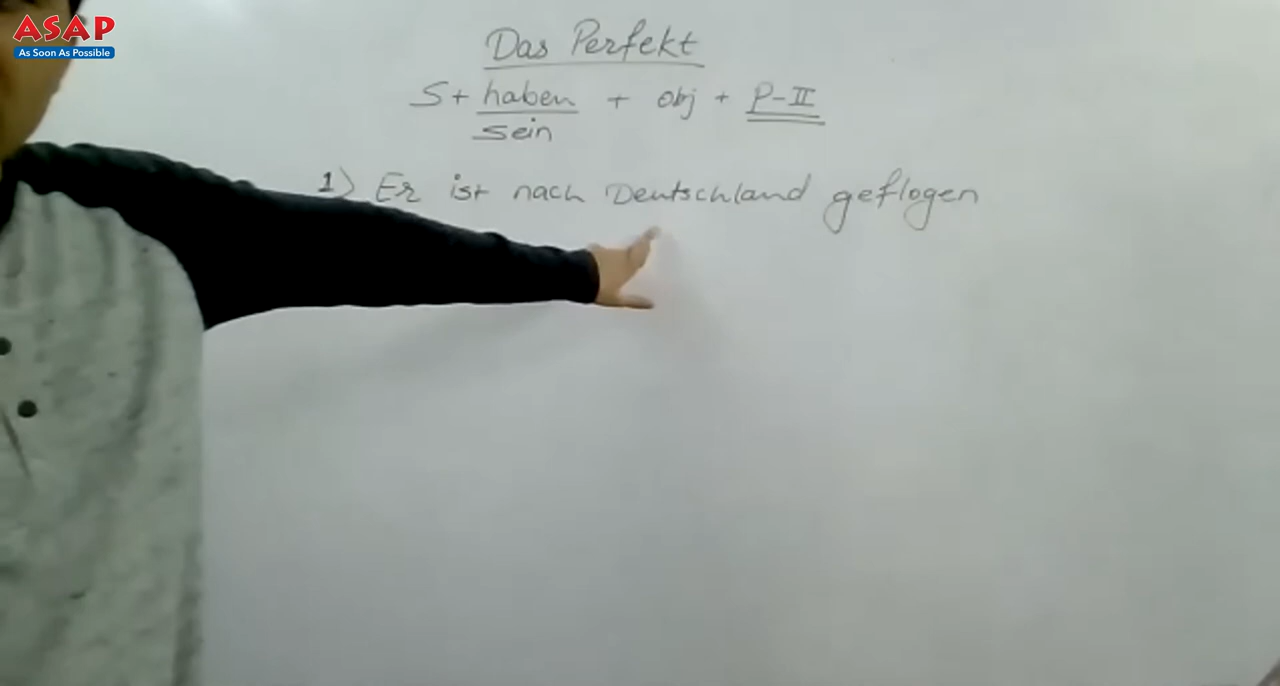 ASAP
As Soon As Possible
Das Perfekt
S + haben + obj + P-II
sein
1) Er ist nach Deutschland geflogen